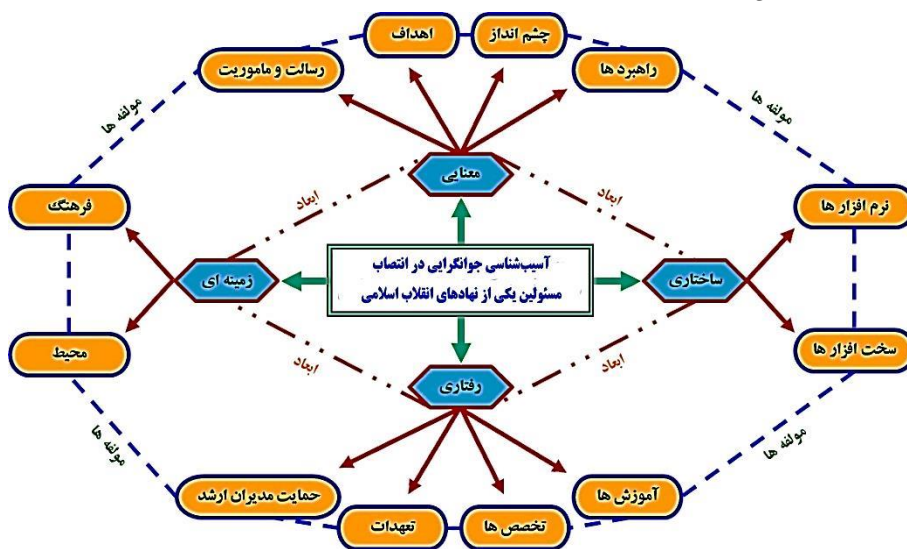 چشم انداز
اهداف
راهبرد ها
رسالت و ماموریت
مولفه ها
مولفه ها
معنایی
ابعاد
ابعاد
نرم افزار ها
فرهنگ
آسیب‌شناسی جوانگرایی در انتصاب
مسئولین یکی از نهادهای انقلاب اسلامی
ساختاری
زمینه ای
سخت افزار ها
محیط
ابعاد
ابعاد
رفتاری
مولفه ها
مولفه ها
آموزش ها
حمایت مدیران ارشد
تخصص ها
تعهدات